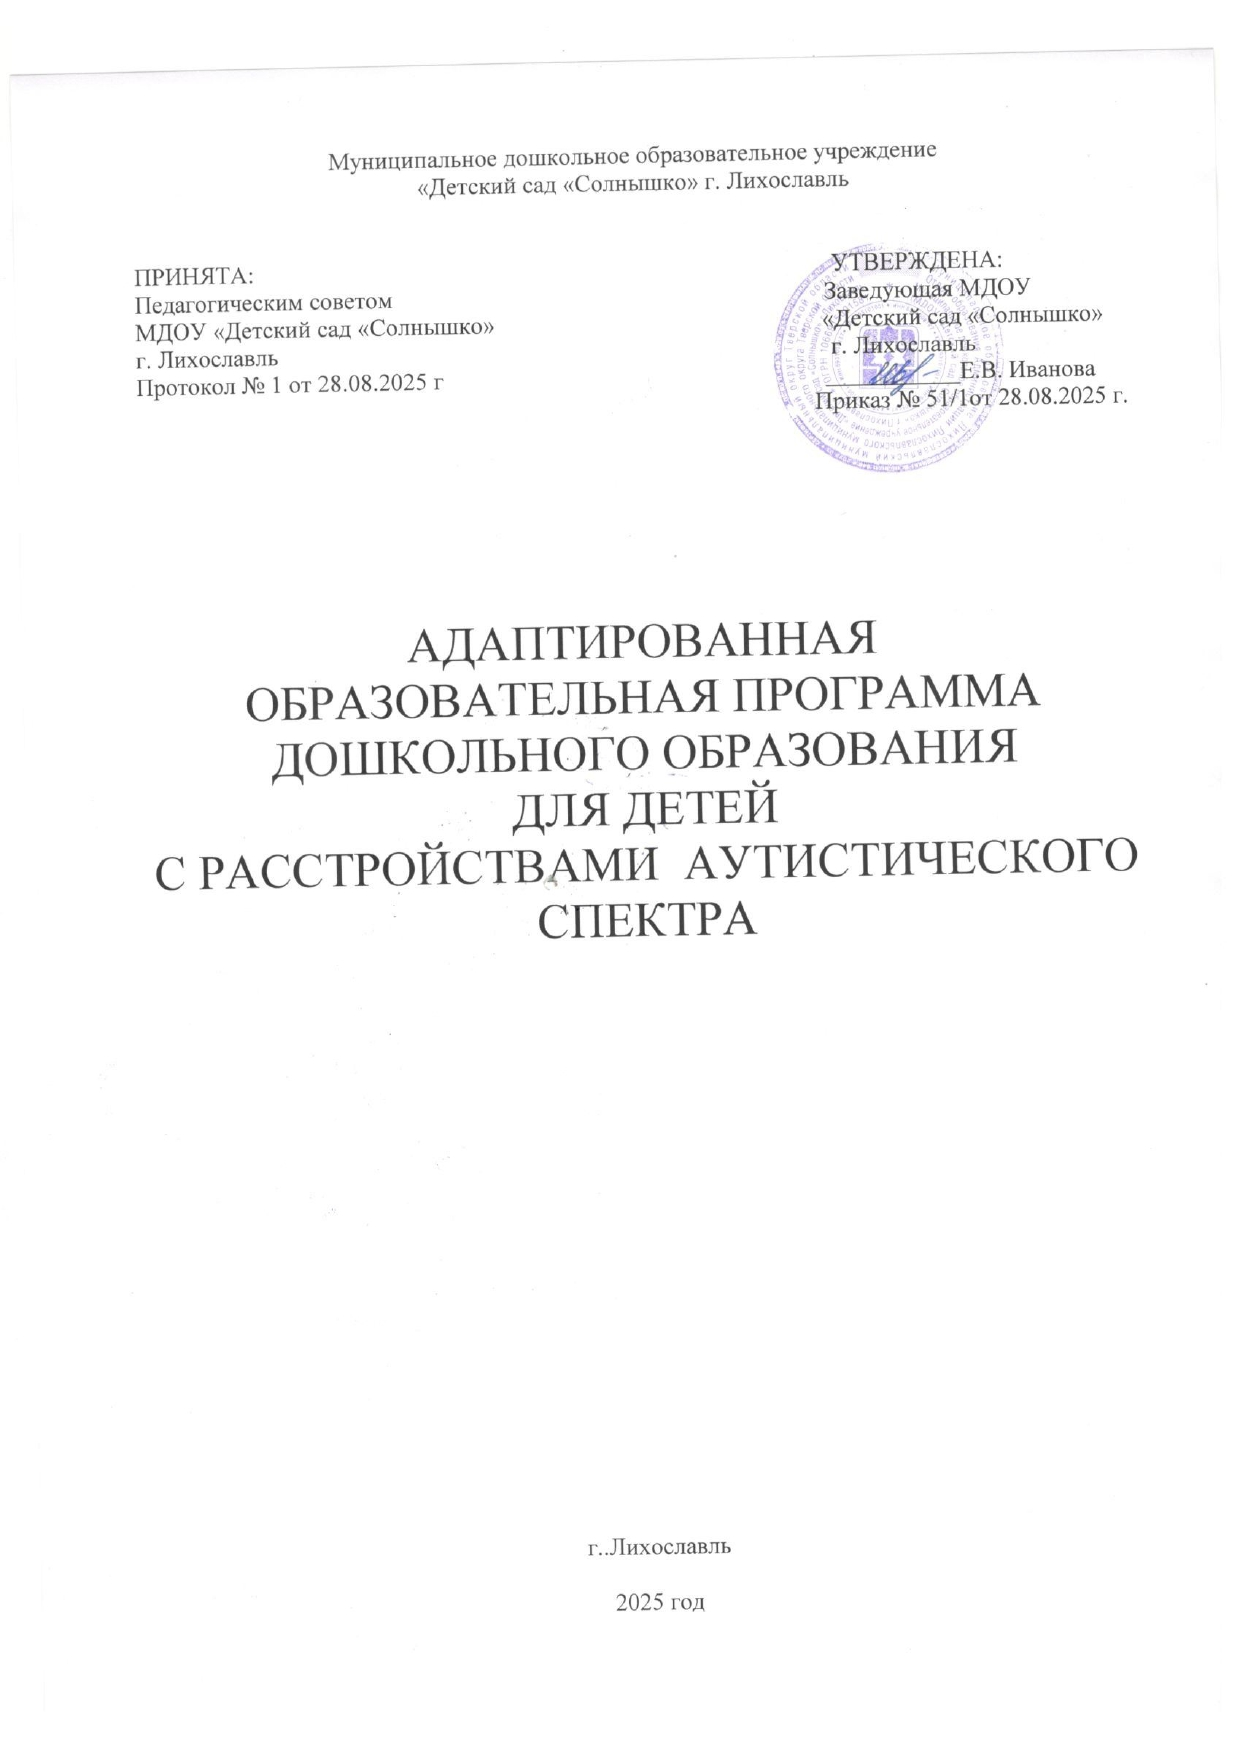 Муниципальное дошкольное образовательное учреждение
«Детский сад «Солнышко» г. Лихославль
ПРИНЯТА:
Педагогическим советом
МДОУ «Детский сад «Солнышко»
г. Лихославль
Протокол № 1 от 28.08.2025 г
УТВЕРЖДЕНА:
Заведующая МДОУ
«Детский сад «Солнышко»
г. Лихославль
Е.В. Иванова
Приказ № 51/1от 28.08.2025 г.
АДАПТИРОВАННАЯ
ОБРАЗОВАТЕЛЬНАЯ ПРОГРАММА
ДОШКОЛЬНОГО ОБРАЗОВАНИЯ
ДЛЯ ДЕТЕЙ
С РАССТРОЙСТВАМИ АУТИСТИЧЕСКОГО
СПЕКТРА
г..Лихославль
2025 год